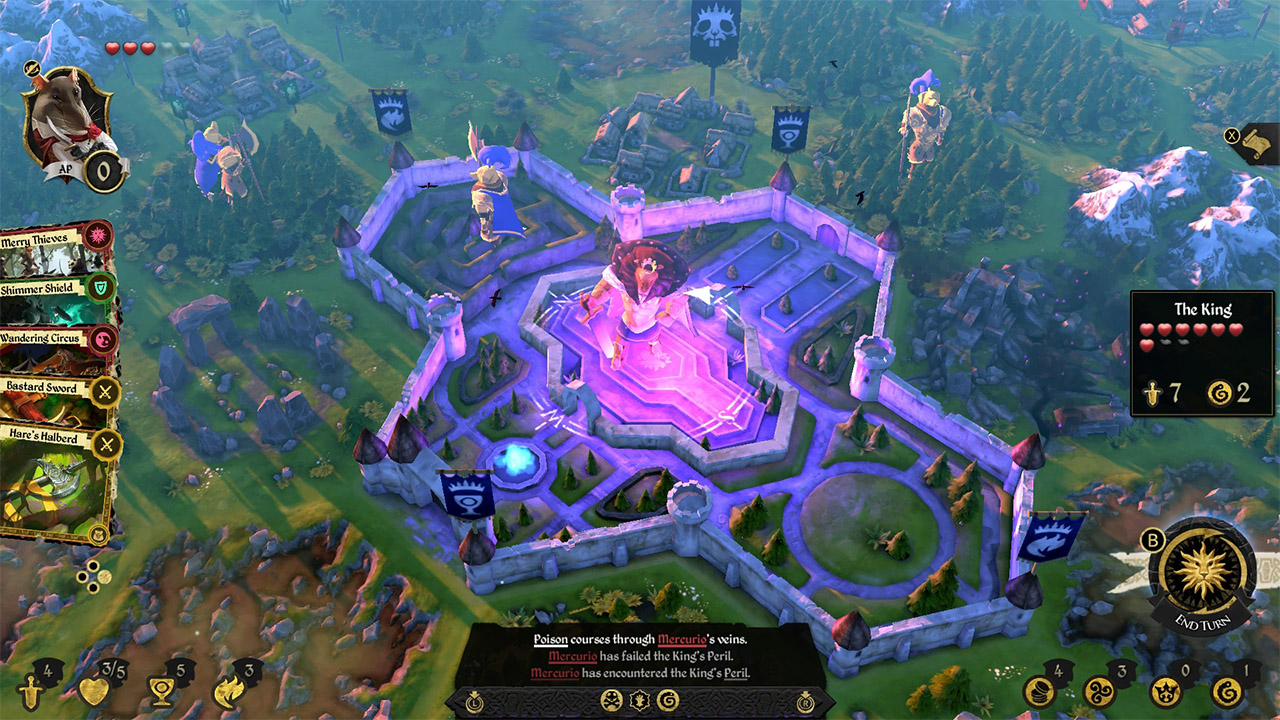 AP
0
X
Merry Thieves
Shimmer Shield
Wandering Circus
Bastard Sword
Hare's Halberd
The King
7 2
B
END TURN
Poison courses through Mercurio's veins.
Mercurio has failed the King's Peril.
Mercurio has encountered the King's Peril.
4 3/5 5 3
L R
4 3 0 1